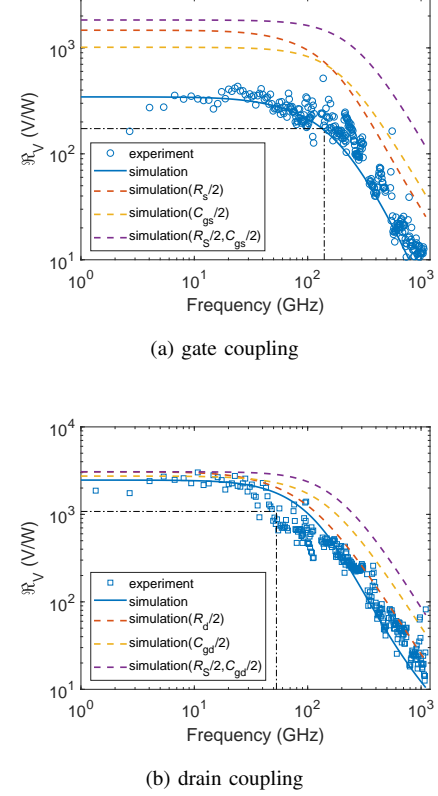 10^3
10^2
10^1
ℜ_V (V/W)
experiment
simulation
simulation(R_s/2)
simulation(C_gs/2)
simulation(R_S/2,C_gs/2)
10^0 10^1 10^2 10^3
Frequency (GHz)
(a) gate coupling
10^4
10^3
10^2
10^1
ℜ_V (V/W)
experiment
simulation
simulation(R_d/2)
simulation(C_gd/2)
simulation(R_S/2,C_gd/2)
10^0 10^1 10^2 10^3
Frequency (GHz)
(b) drain coupling